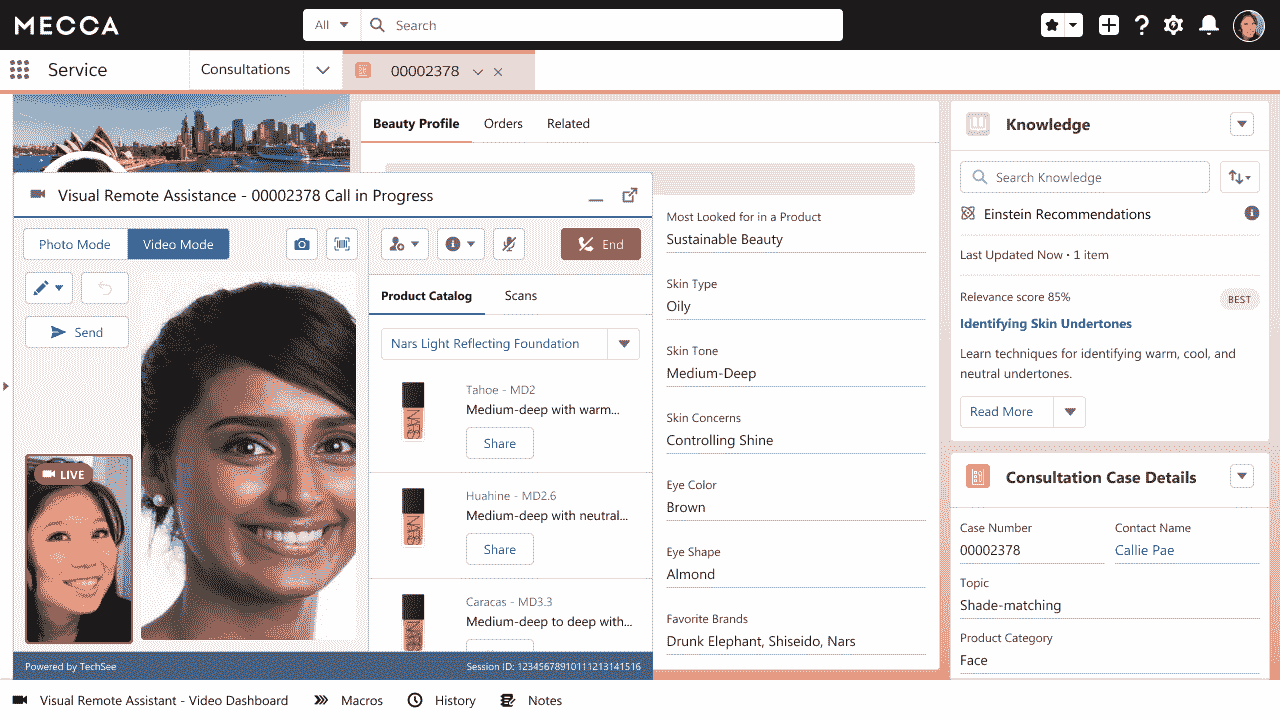 MECCA
All
Search
Service
Consultations
00002378
Beauty Profile
Orders
Related
Visual Remote Assistance - 00002378 Call in Progress
Photo Mode
Video Mode
End
Send
LIVE
Product Catalog
Scans
Nars Light Reflecting Foundation
NARS
Tahoe - MD2
Medium-deep with warm...
Share
NARS
Huahine - MD2.6
Medium-deep with neutral...
Share
NARS
Caracas - MD3.3
Medium-deep to deep with...
Powered by TechSee
Session ID: 12345678910111213141516
Most Looked for in a Product
Sustainable Beauty
Skin Type
Oily
Skin Tone
Medium-Deep
Skin Concerns
Controlling Shine
Eye Color
Brown
Eye Shape
Almond
Favorite Brands
Drunk Elephant, Shiseido, Nars
Knowledge
Search Knowledge
Einstein Recommendations
Last Updated Now • 1 item
Relevance score 85%
BEST
Identifying Skin Undertones
Learn techniques for identifying warm, cool, and
neutral undertones.
Read More
Consultation Case Details
Case Number
Contact Name
00002378
Callie Pae
Topic
Shade-matching
Product Category
Face
Visual Remote Assistant - Video Dashboard
Macros
History
Notes